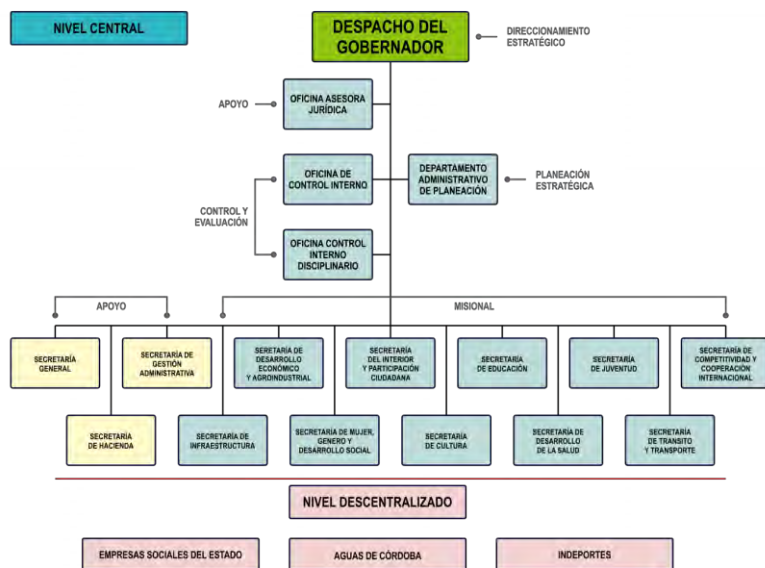 NIVEL CENTRAL
DESPACHO DEL
GOBERNADOR
DIRECCIONAMIENTO
ESTRATÉGICO
APOYO
OFICINA ASESORA
JURÍDICA
OFICINA DE
CONTROL INTERNO
DEPARTAMENTO
ADMINISTRATIVO
DE PLANEACIÓN
PLANEACIÓN
ESTRATÉGICA
CONTROL Y
EVALUACIÓN
OFICINA CONTROL
INTERNO
DISCIPLINARIO
APOYO
MISIONAL
SECRETARÍA
GENERAL
SECRETARÍA DE
GESTIÓN
ADMINISTRATIVA
SERETARÍA DE
DESARROLLO
ECONÓMICO
Y AGROINDUSTRIAL
SECRETARÍA
DEL INTERIOR
Y PARTICIPACIÓN
CIUDADANA
SECRETARÍA
DE EDUCACIÓN
SECRETARÍA
DE JUVENTUD
SECRETARÍA DE
COMPETITIVIDAD Y
COOPERACIÓN
INTERNACIONAL
SECRETARÍA
DE HACIENDA
SECRETARÍA DE
INFRAESTRUCTURA
SECRETARÍA DE MUJER,
GENERO Y
DESARROLLO SOCIAL
SECRETARÍA
DE CULTURA
SECRETARÍA DE
DESARROLLO
DE LA SALUD
SECRETARÍA
DE TRANSITO
Y TRANSPORTE
NIVEL DESCENTRALIZADO
EMPRESAS SOCIALES DEL ESTADO
AGUAS DE CÓRDOBA
INDEPORTES